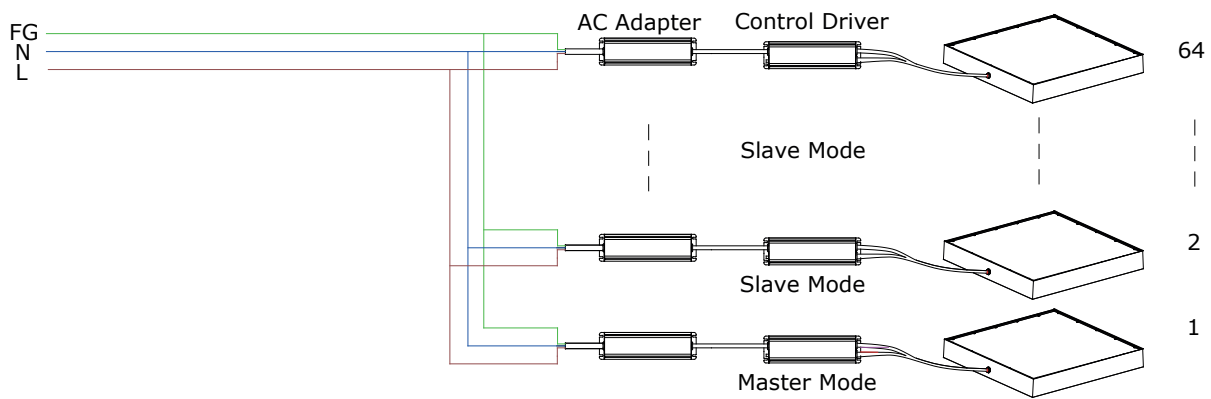 AC Adapter Control Driver
FG
N
L
64
Slave Mode
2
Slave Mode
1
Master Mode